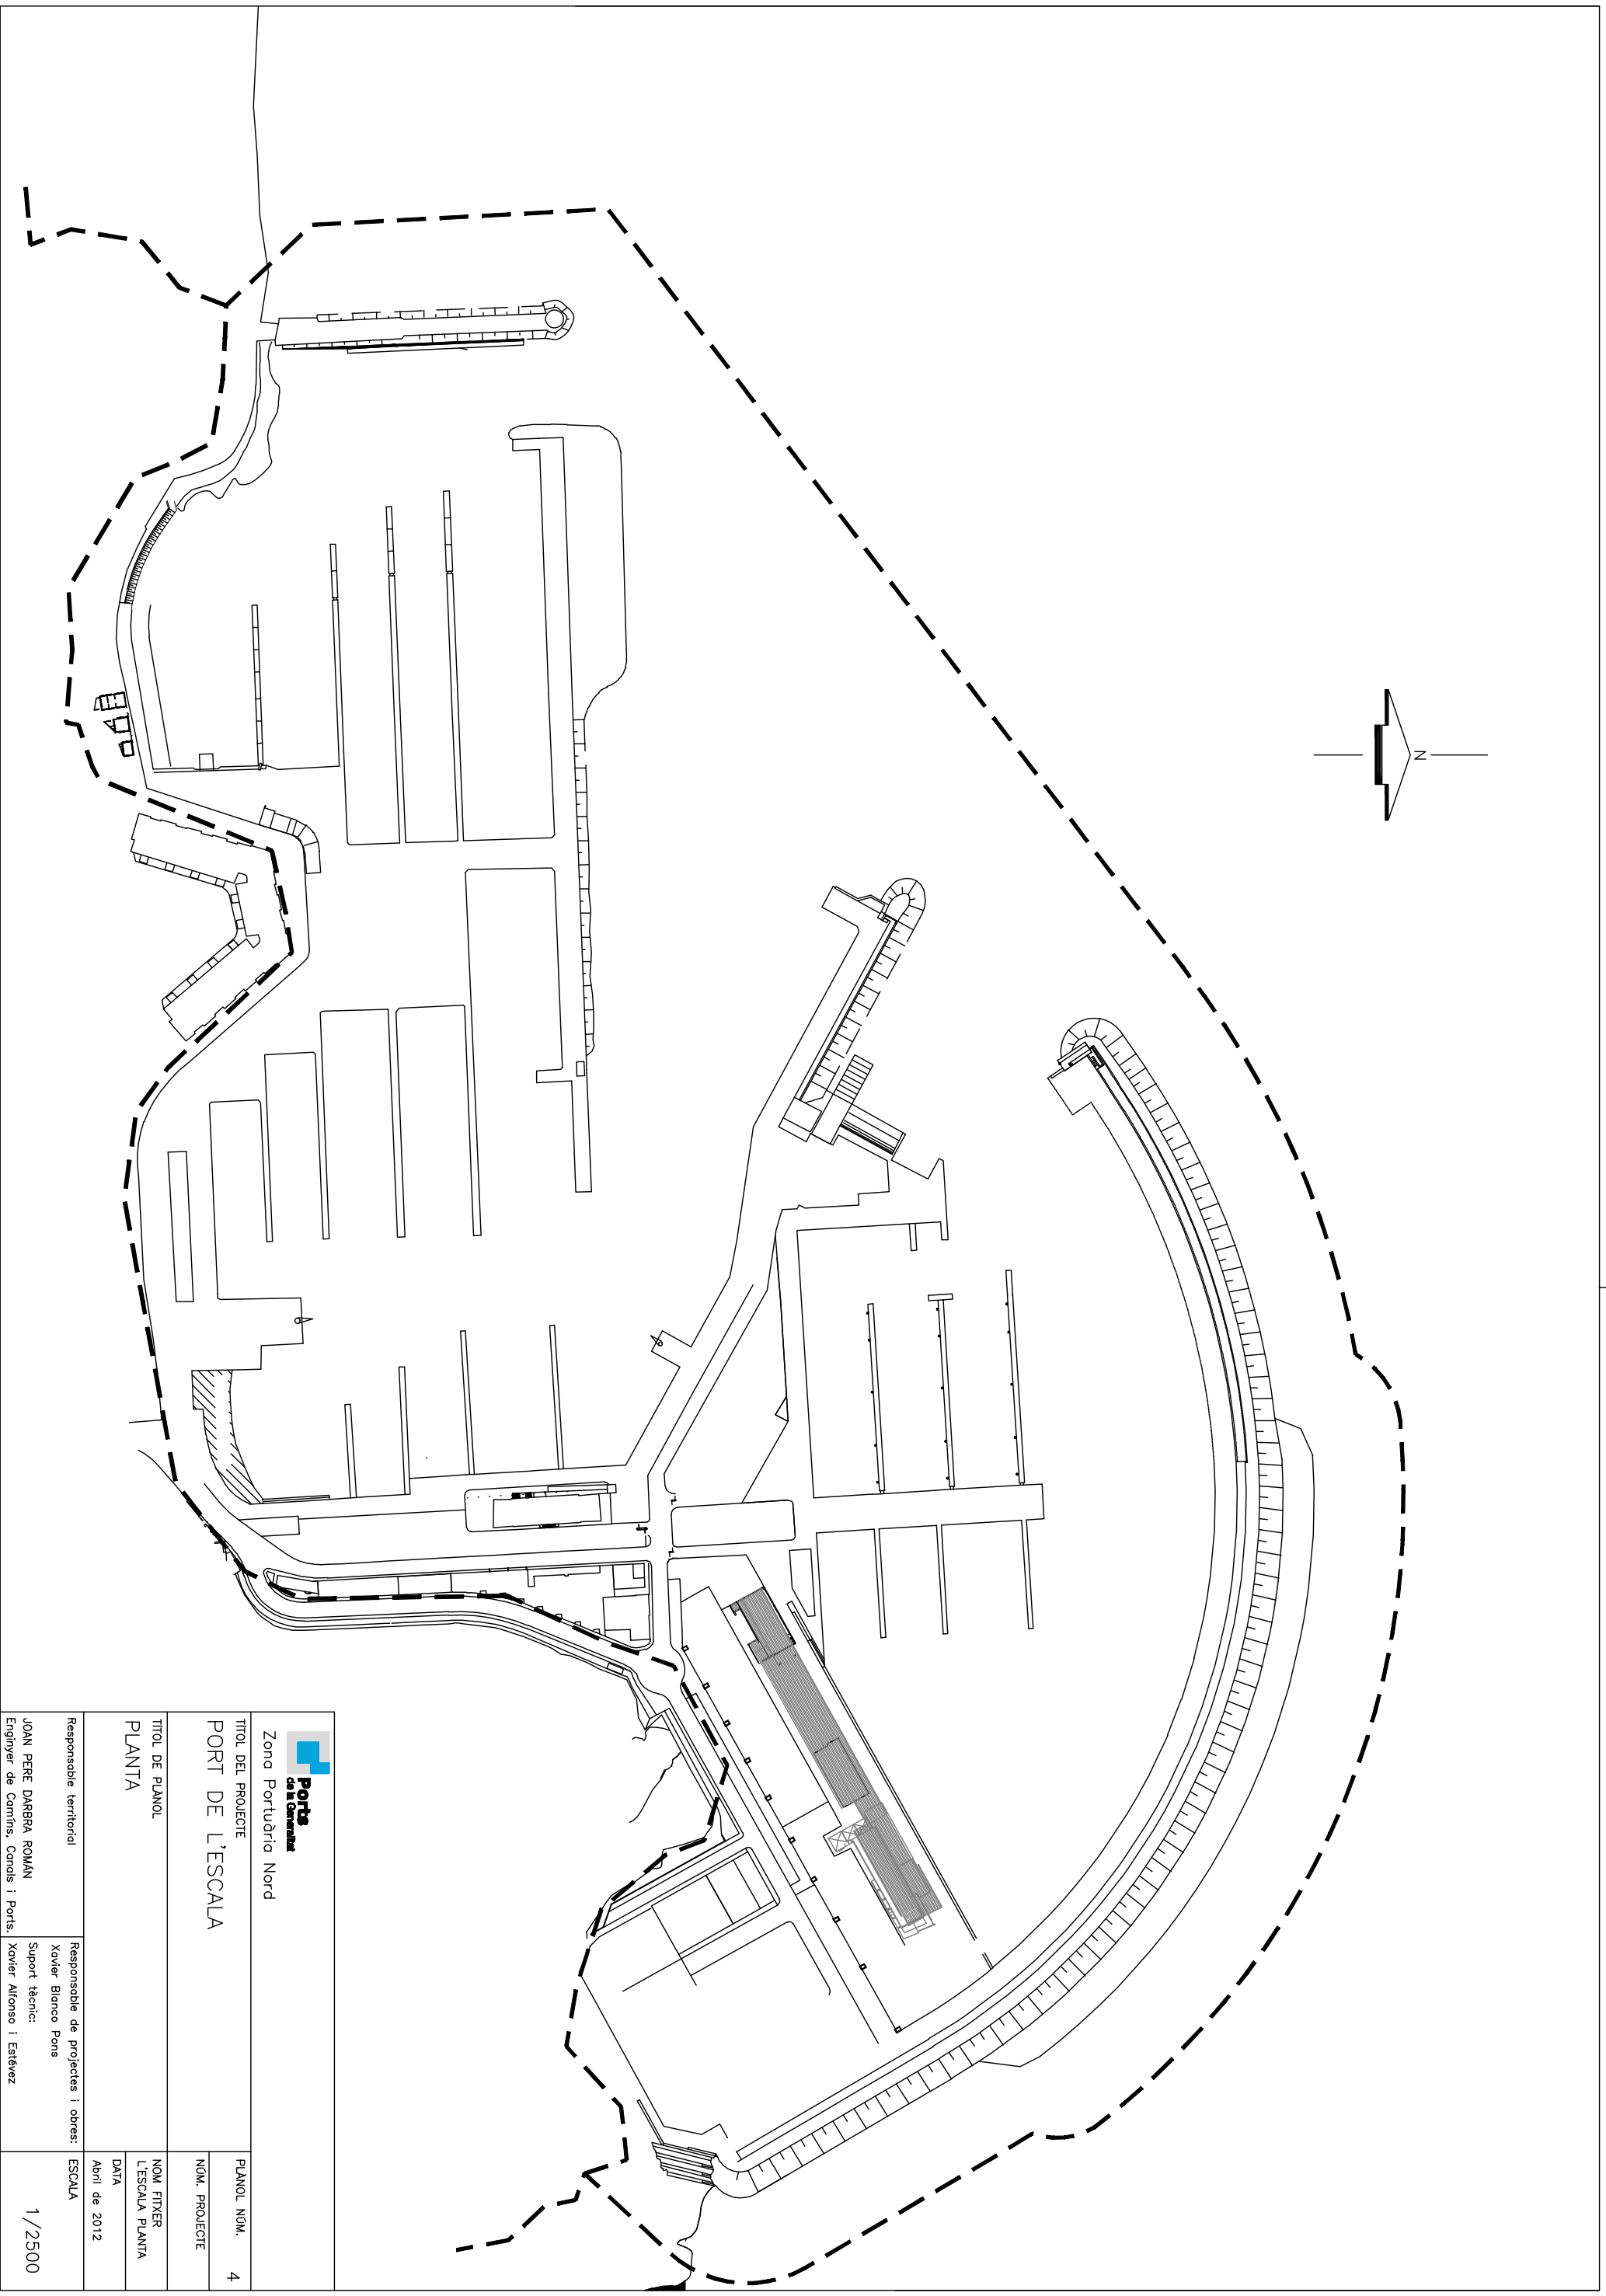 N
Ports
de la Generalitat
Zona Portuària Nord
TÍTOL DEL PROJECTE
PORT DE L'ESCALA
PLÀNOL NÚM.
4
NÚM. PROJECTE
TÍTOL DE PLÀNOL
PLANTA
NOM FITXER
L'ESCALA PLANTA
DATA
Abril de 2012
Responsable territorial
JOAN PERE DARBRA ROMÁN
Enginyer de Camíns, Canals i Ports.
Responsable de projectes i obres:
Xavier Blanco Pons
Suport tècnic:
Xavier Alfonso i Estévez
ESCALA
1/2500